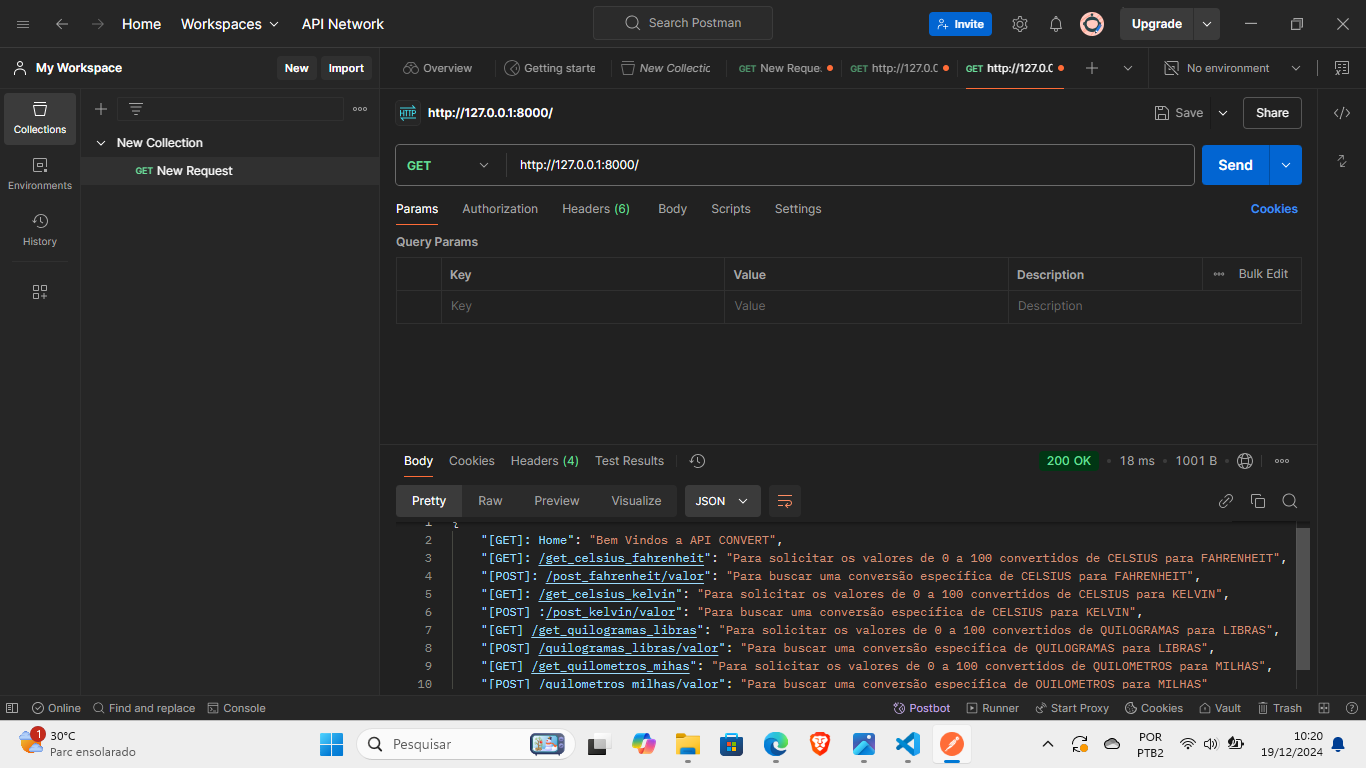 Home Workspaces API Network Search Postman Invite Upgrade
My Workspace New Import Overview Getting starte New Collectic GET New Reque: GET http://127.0.C GET http://127.0.C No environment
Collections
Environments
History
New Collection
GET New Request
HTTP http://127.0.0.1:8000/ Save Share
GET http://127.0.0.1:8000/ Send
Params Authorization Headers (6) Body Scripts Settings Cookies
Query Params
Key Value Description Bulk Edit
Key Value Description
Body Cookies Headers (4) Test Results 200 OK 18 ms 1001 B
Pretty Raw Preview Visualize JSON
1 {
2 "[GET]: Home": "Bem Vindos a API CONVERT",
3 "[GET]: /get_celsius_fahrenheit": "Para solicitar os valores de 0 a 100 convertidos de CELSIUS para FAHRENHEIT",
4 "[POST]: /post_fahrenheit/valor": "Para buscar uma conversão específica de CELSIUS para FAHRENHEIT",
5 "[GET]: /get_celsius_kelvin": "Para solicitar os valores de 0 a 100 convertidos de CELSIUS para KELVIN",
6 "[POST] :/post_kelvin/valor": "Para buscar uma conversão específica de CELSIUS para KELVIN",
7 "[GET] /get_quilogramas_libras": "Para solicitar os valores de 0 a 100 convertidos de QUILOGRAMAS para LIBRAS",
8 "[POST] /quilogramas_libras/valor": "Para buscar uma conversão específica de QUILOGRAMAS para LIBRAS",
9 "[GET] /get_quilometros_mihas": "Para solicitar os valores de 0 a 100 convertidos de QUILOMETROS para MILHAS",
10 "[POST] /quilometros_milhas/valor": "Para buscar uma conversão específica de QUILOMETROS para MILHAS"
Online Find and replace Console Postbot Runner Start Proxy Cookies Vault Trash
1 30°C
Parc ensolarado
Pesquisar
POR
PTB2
10:20
19/12/2024